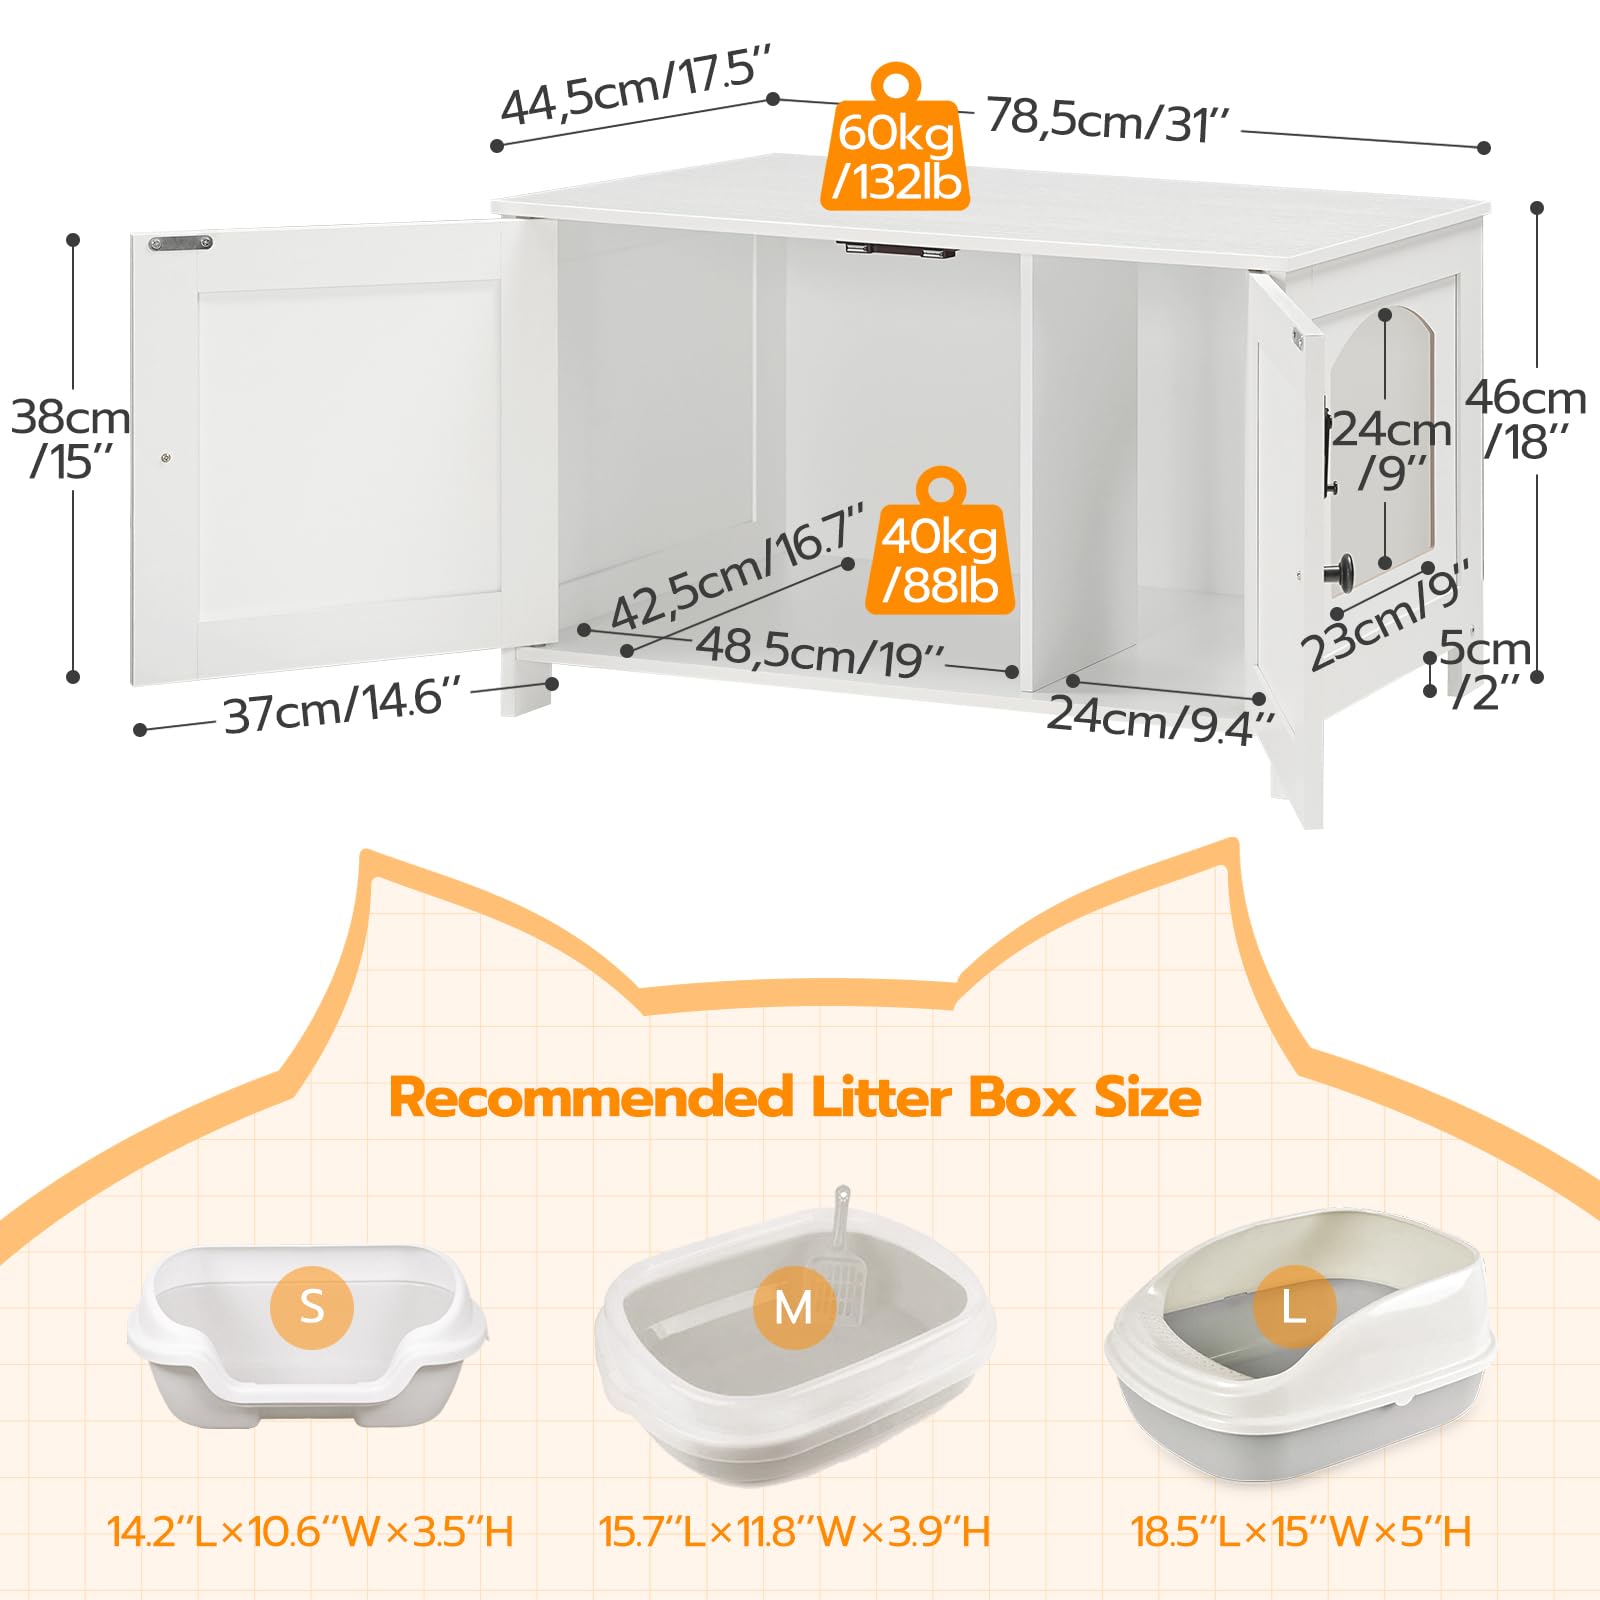 44,5cm/17.5’’
78,5cm/31’’
60kg
/132lb
38cm
/15’’
46cm
/18’’
24cm
/9’’
42,5cm/16.7’’
40kg
/88lb
48,5cm/19’’
23cm/9’’
5cm
/2’’
37cm/14.6’’
24cm/9.4’’
Recommended Litter Box Size
S
M
L
14.2’’L×10.6’’W×3.5’’H
15.7’’L×11.8’’W×3.9’’H
18.5’’L×15’’W×5’’H